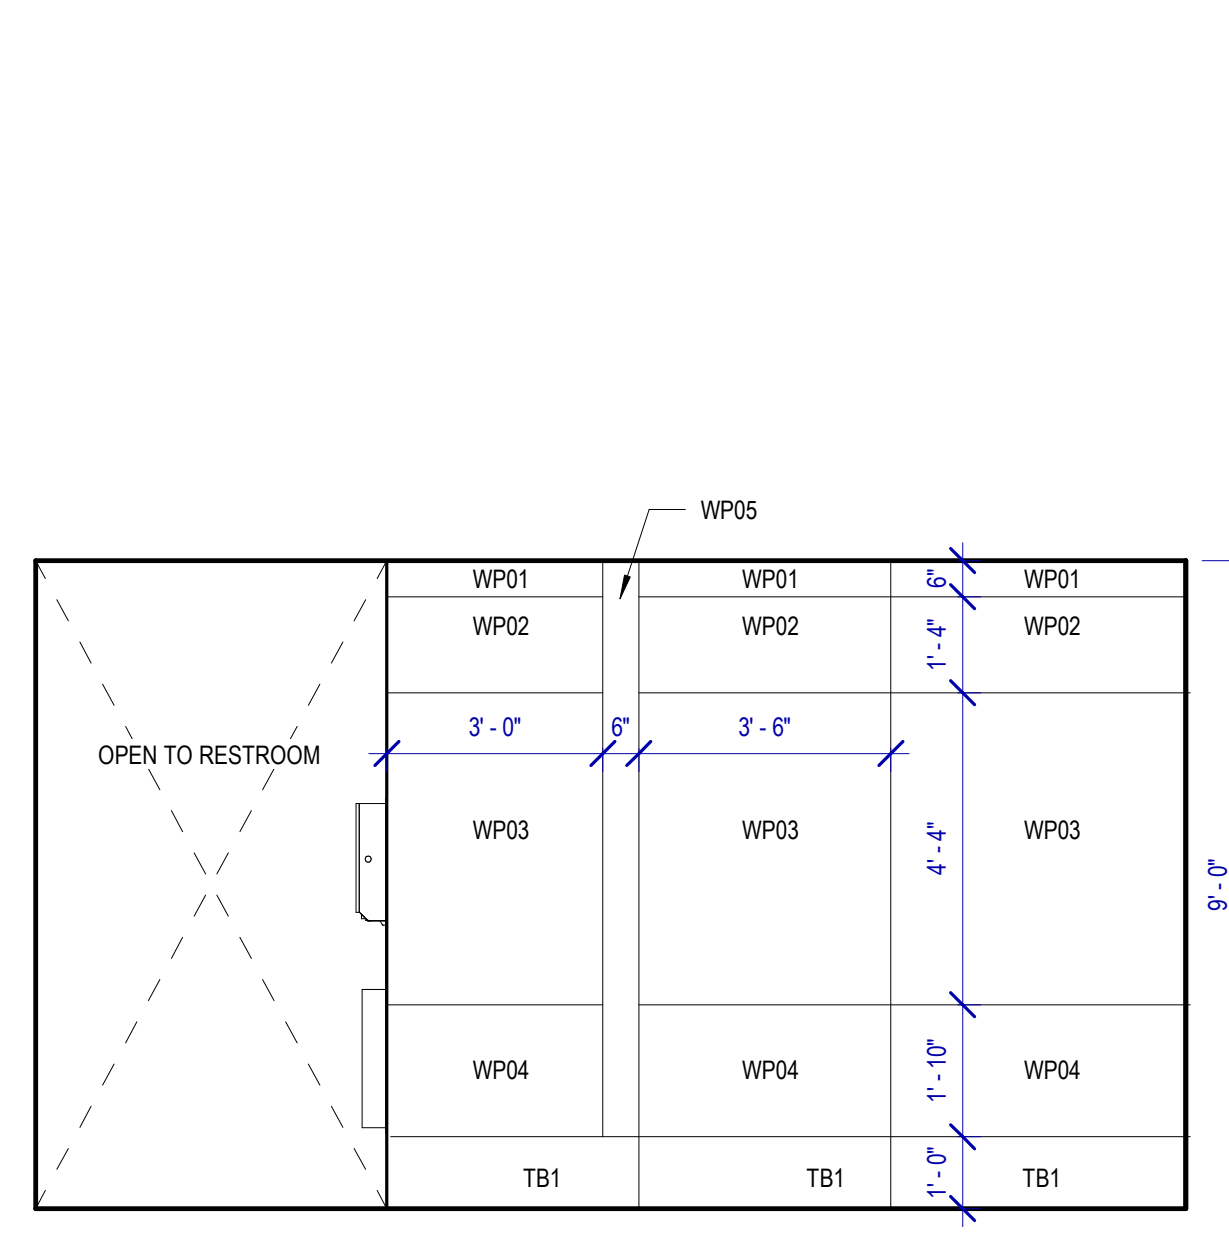 WP05
WP01 WP01 6" WP01
WP02 WP02 1' - 4" WP02
3' - 0" 6" 3' - 6"
OPEN TO RESTROOM
WP03 WP03 4' - 4" WP03
9' - 0"
WP04 WP04 1' - 10" WP04
TB1 TB1 1' - 0" TB1